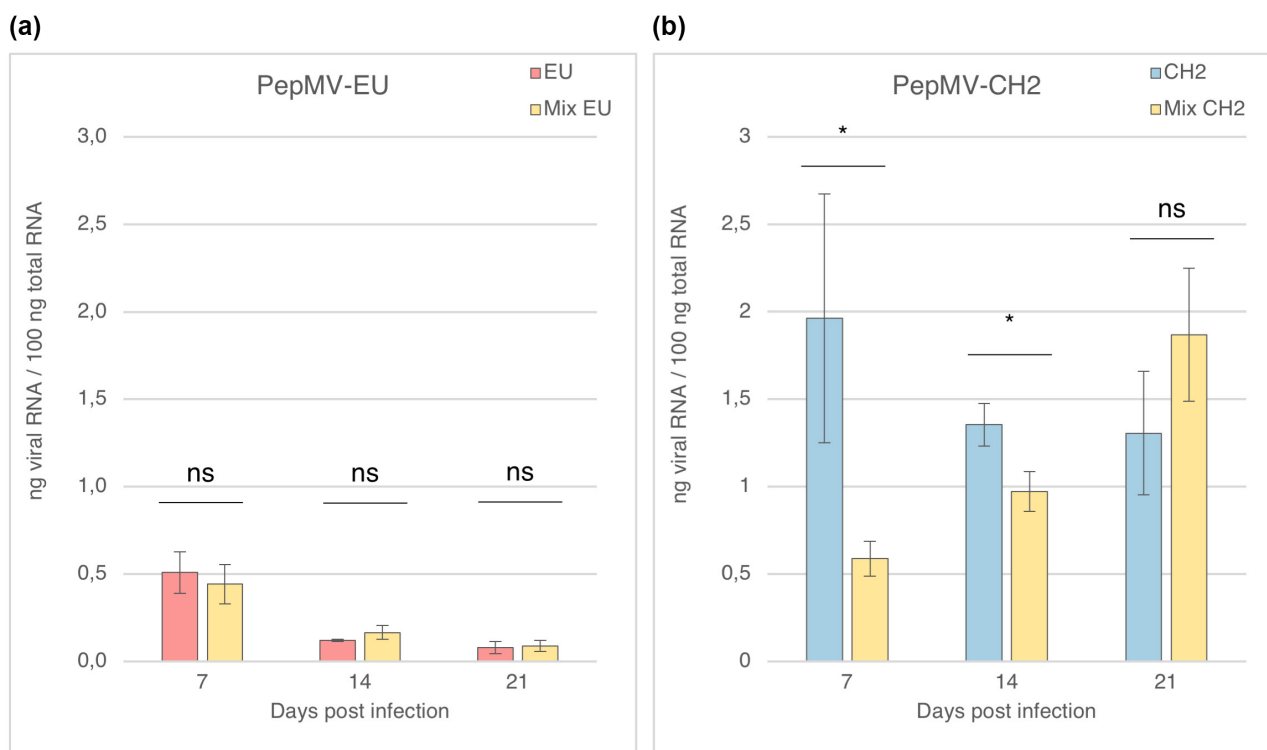 (a)
PepMV-EU
EU
Mix EU
ng viral RNA / 100 ng total RNA
3,0
2,5
2,0
1,5
1,0
0,5
0,0
ns
ns
ns
7
14
21
Days post infection
(b)
PepMV-CH2
CH2
Mix CH2
ng viral RNA / 100 ng total RNA
3
2,5
2
1,5
1
0,5
0
*
*
ns
7
14
21
Days post infection